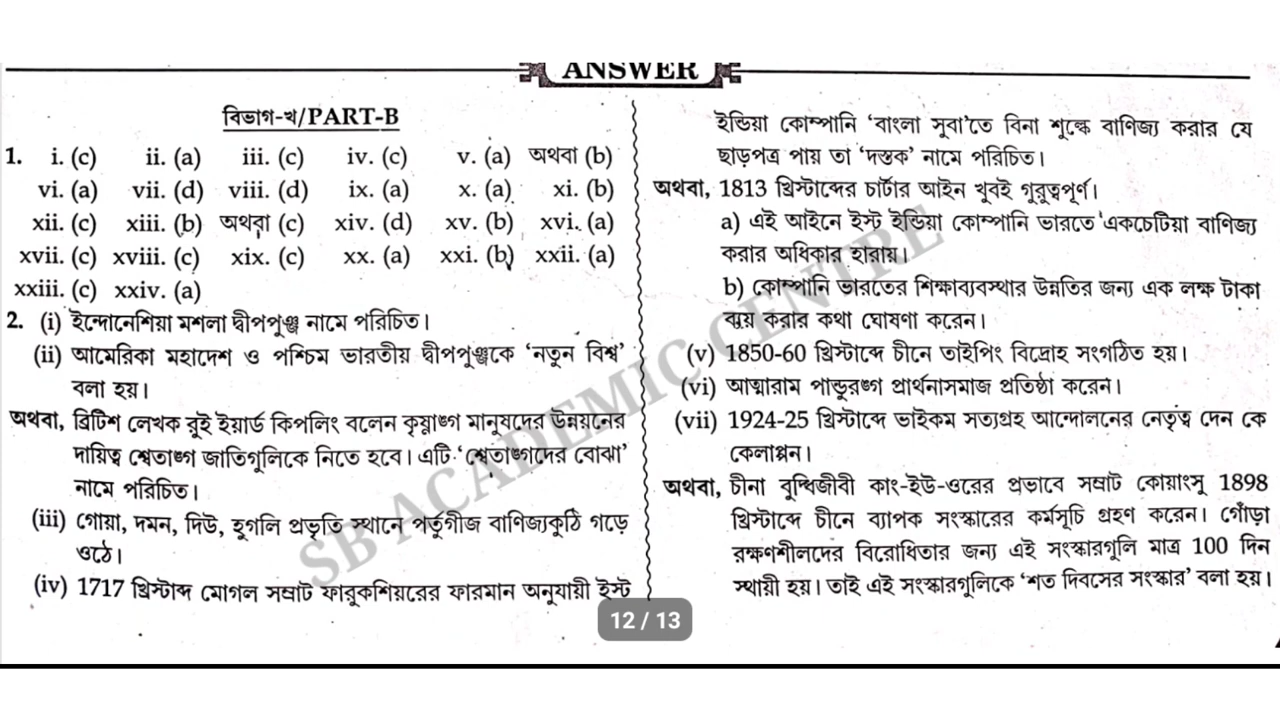 ANSWER
বিভাগ-খ/PART-B
1. i. (c) ii. (a) iii. (c) iv. (c) v. (a) অথবা (b)
vi. (a) vii. (d) viii. (d) ix. (a) x. (a) xi. (b)
xii. (c) xiii. (b) অথবা (c) xiv. (d) xv. (b) xvi. (a)
xvii. (c) xviii. (c) xix. (c) xx. (a) xxi. (b) xxii. (a)
xxiii. (c) xxiv. (a)
2. (i) ইন্দোনেশিয়া মশলা দ্বীপপুঞ্জ নামে পরিচিত।
(ii) আমেরিকা মহাদেশ ও পশ্চিম ভারতীয় দ্বীপপুঞ্জকে ‘নতুন বিশ্ব’
বলা হয়।
অথবা, ব্রিটিশ লেখক রুই ইয়ার্ড কিপলিং বলেন কৃষ্ণাঙ্গ মানুষদের উন্নয়নের
দায়িত্ব শ্বেতাঙ্গ জাতিগুলিকে নিতে হবে। এটি ‘শ্বেতাঙ্গদের বোঝা’
নামে পরিচিত।
(iii) গোয়া, দমন, দিউ, হুগলি প্রভৃতি স্থানে পর্তুগীজ বাণিজ্যকুঠি গড়ে
ওঠে।
(iv) 1717 খ্রিস্টাব্দ মোগল সম্রাট ফারুকশিয়রের ফারমান অনুযায়ী ইস্ট
ইন্ডিয়া কোম্পানি ‘বাংলা সুবা’তে বিনা শুল্কে বাণিজ্য করার যে
ছাড়পত্র পায় তা ‘দস্তক’ নামে পরিচিত।
অথবা, 1813 খ্রিস্টাব্দের চার্টার আইন খুবই গুরুত্বপূর্ণ।
a) এই আইনে ইস্ট ইন্ডিয়া কোম্পানি ভারতে একচেটিয়া বাণিজ্য
করার অধিকার হারায়।
b) কোম্পানি ভারতের শিক্ষাব্যবস্থার উন্নতির জন্য এক লক্ষ টাকা
ব্যয় করার কথা ঘোষণা করেন।
(v) 1850-60 খ্রিস্টাব্দে চীনে তাইপিং বিদ্রোহ সংগঠিত হয়।
(vi) আত্মারাম পান্ডুরঙ্গ প্রার্থনাসমাজ প্রতিষ্ঠা করেন।
(vii) 1924-25 খ্রিস্টাব্দে ভাইকম সত্যগ্রহ আন্দোলনের নেতৃত্ব দেন কে
কেলাপ্পন।
অথবা, চীনা বুদ্ধিজীবী কাং-ইউ-ওরের প্রভাবে সম্রাট কোয়াংসু 1898
খ্রিস্টাব্দে চীনে ব্যাপক সংস্কারের কর্মসূচি গ্রহণ করেন। গোঁড়া
রক্ষণশীলদের বিরোধিতার জন্য এই সংস্কারগুলি মাত্র 100 দিন
স্থায়ী হয়। তাই এই সংস্কারগুলিকে ‘শত দিবসের সংস্কার’ বলা হয়।
SB ACADEMIC CENTRE
12 / 13